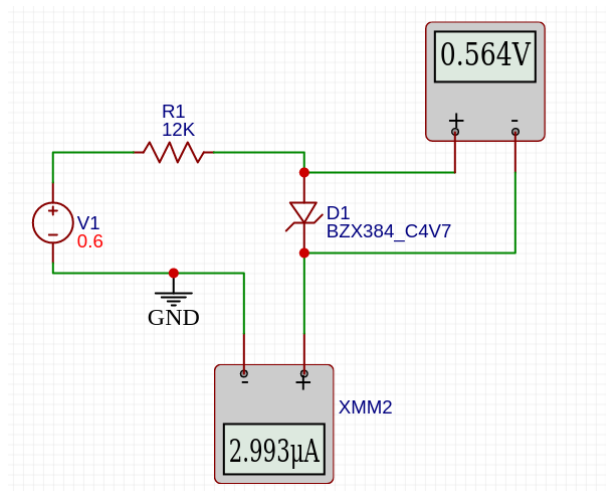 0.564V
+ -
R1
12K
+
-
V1
0.6
D1
BZX384_C4V7
GND
- +
XMM2
2.993µA